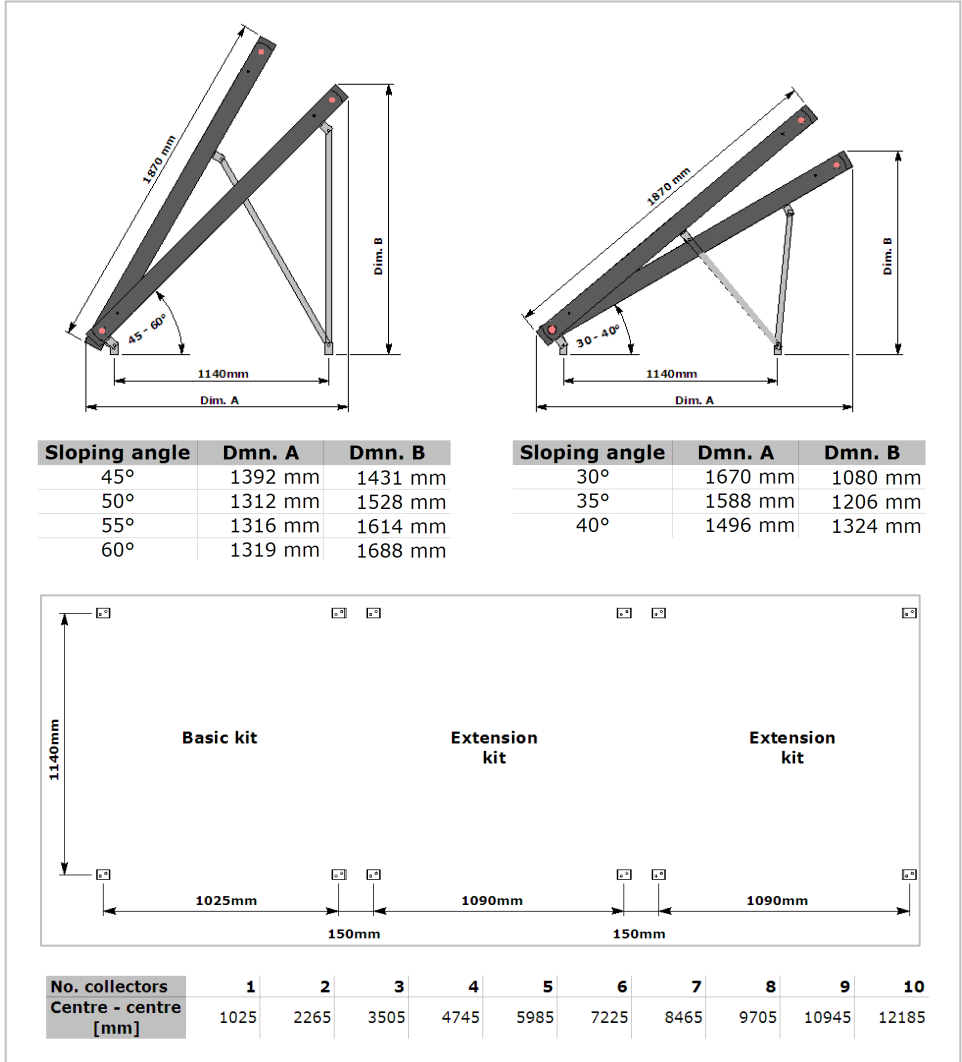 1870 mm
45 - 60°
Dim. B
1140mm
Dim. A
1870 mm
30 - 40°
Dim. B
1140mm
Dim. A
Sloping angle Dmn. A Dmn. B
45° 1392 mm 1431 mm
50° 1312 mm 1528 mm
55° 1316 mm 1614 mm
60° 1319 mm 1688 mm
Sloping angle Dmn. A Dmn. B
30° 1670 mm 1080 mm
35° 1588 mm 1206 mm
40° 1496 mm 1324 mm
1140mm
Basic kit
Extension
kit
Extension
kit
1025mm
1090mm
1090mm
150mm
150mm
No. collectors 1 2 3 4 5 6 7 8 9 10
Centre - centre
[mm] 1025 2265 3505 4745 5985 7225 8465 9705 10945 12185